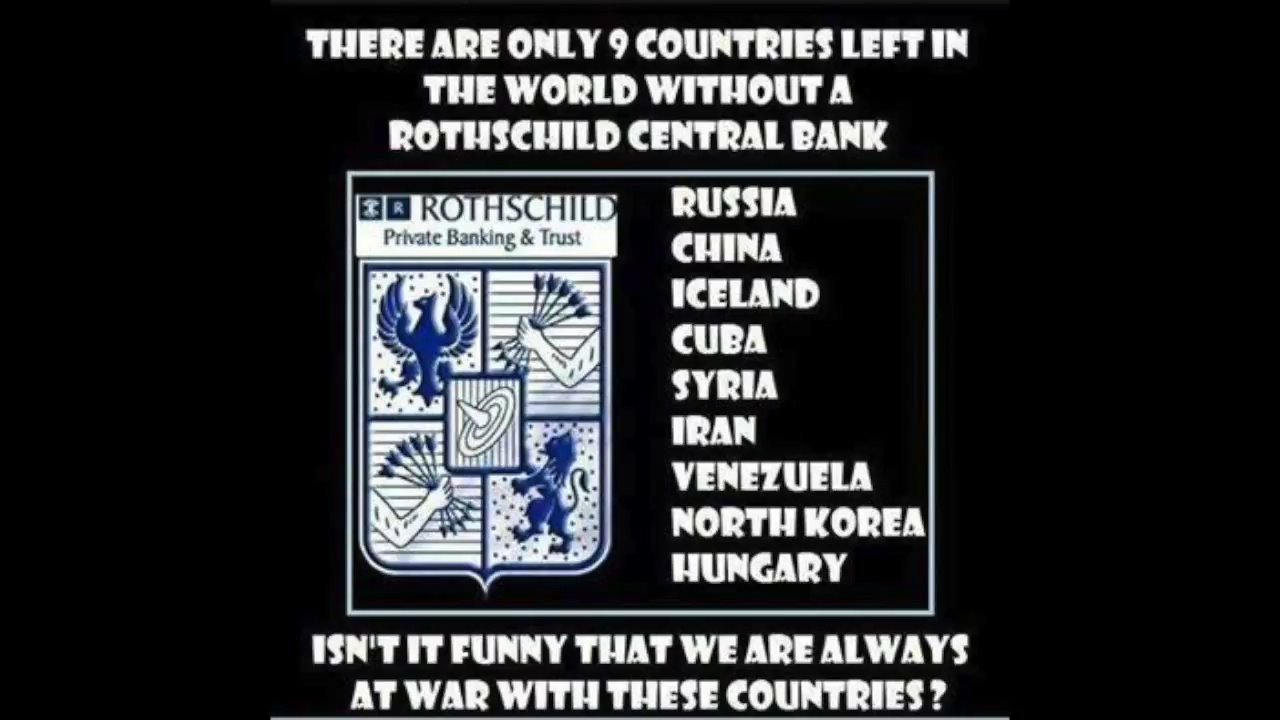 THERE ARE ONLY 9 COUNTRIES LEFT IN
THE WORLD WITHOUT A
ROTHSCHILD CENTRAL BANK
R ROTHSCHILD
Private Banking & Trust
RUSSIA
CHINA
ICELAND
CUBA
SYRIA
IRAN
VENEZUELA
NORTH KOREA
HUNGARY
ISN'T IT FUNNY THAT WE ARE ALWAYS
AT WAR WITH THESE COUNTRIES?